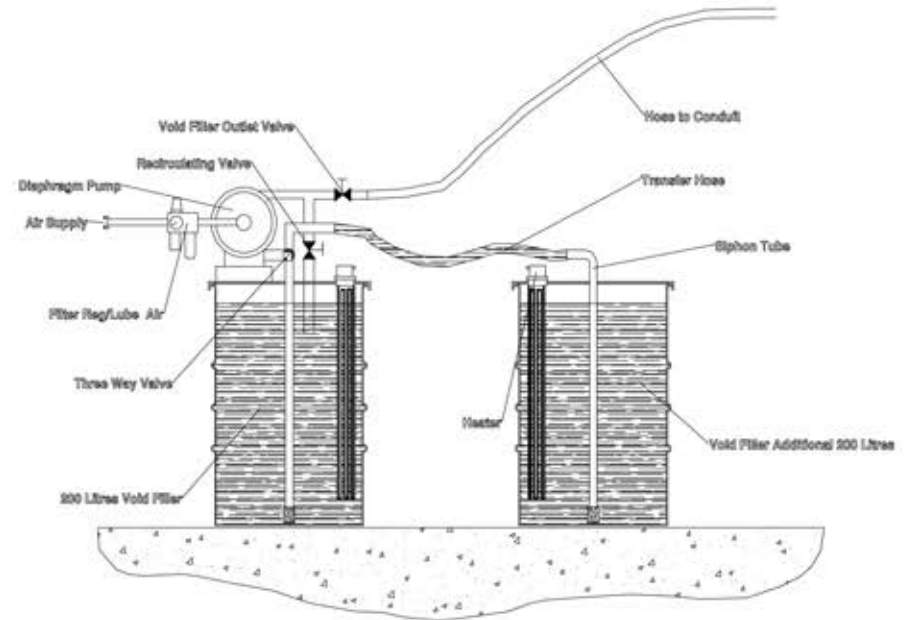 Hose to Conduit
Void Filler Outlet Valve
Recirculating Valve
Diaphragm Pump
Transfer Hose
Air Supply
Siphon Tube
Filter Reg/Lube Air
Three Way Valve
Heater
Void Filler Additional 200 Litres
200 Litres Void Filler